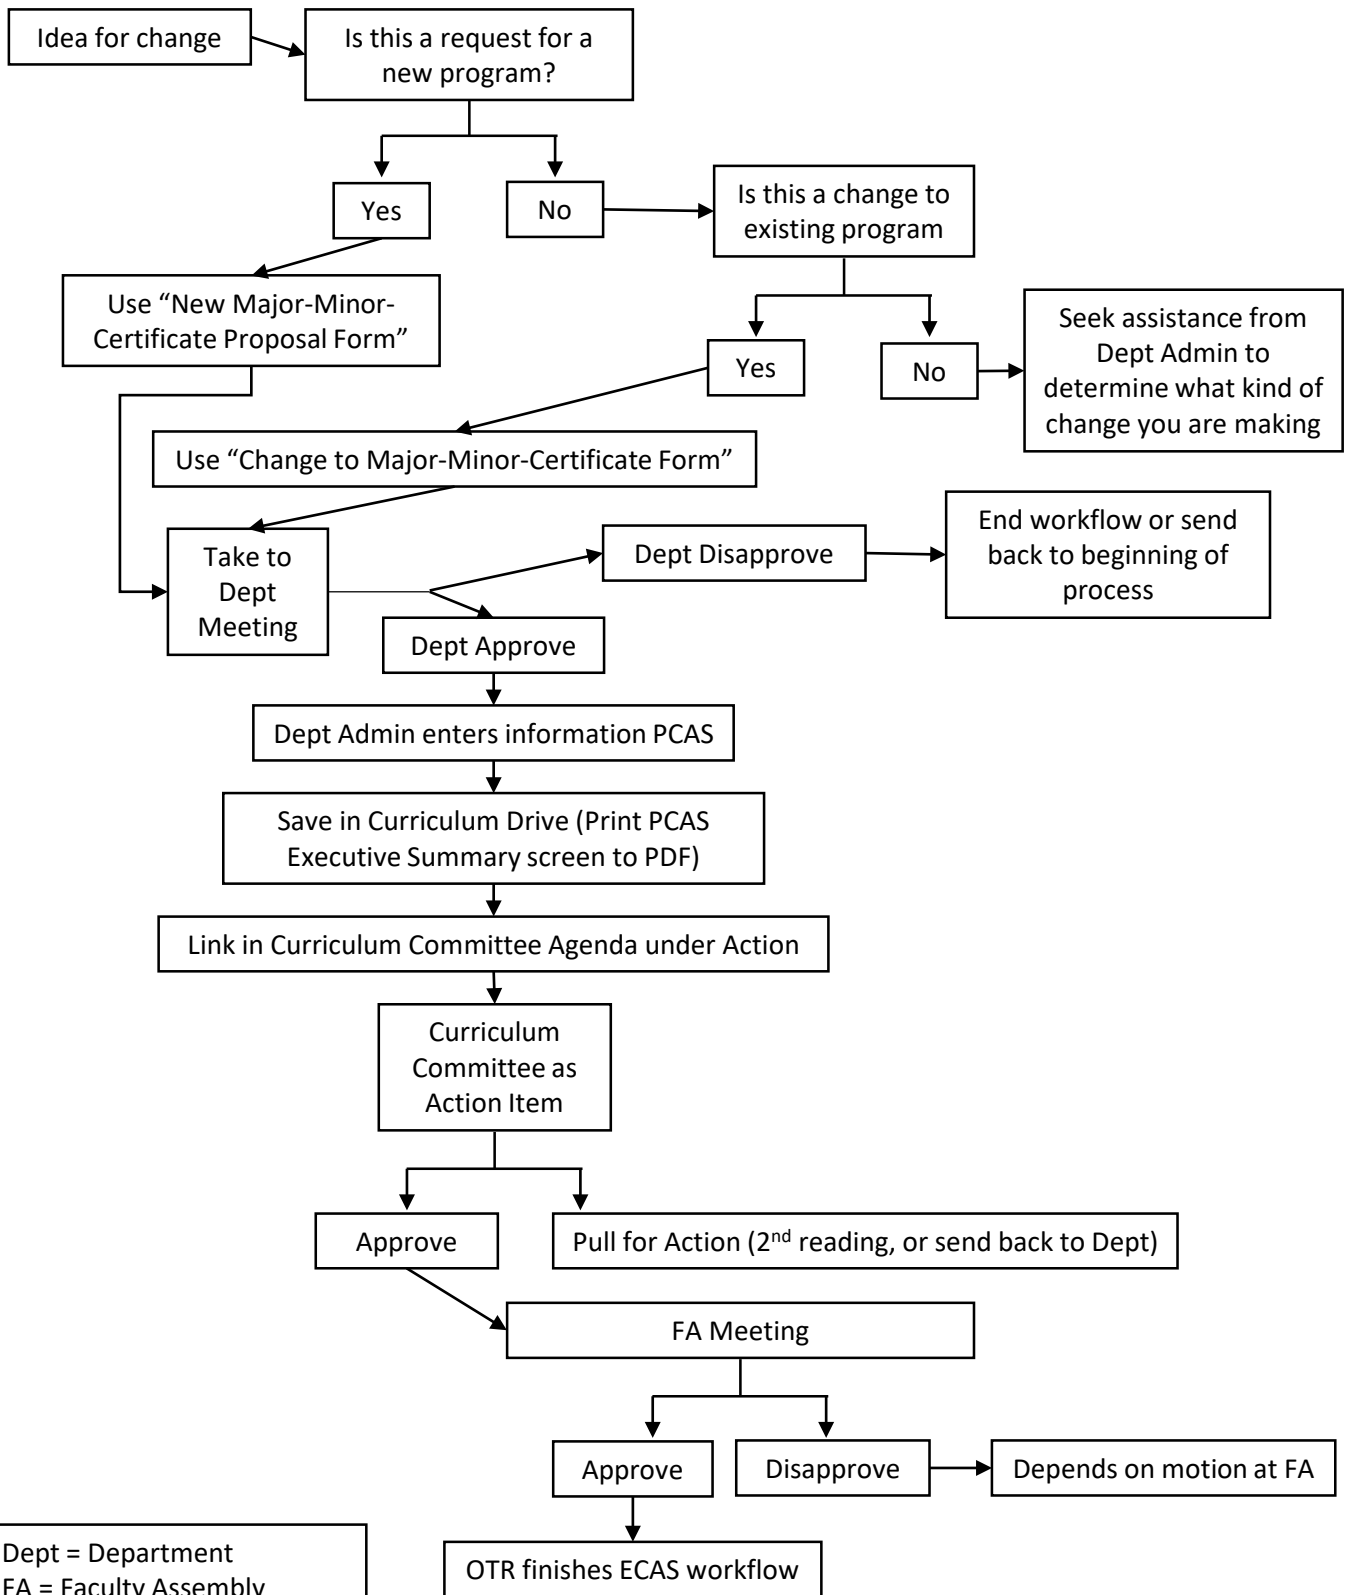 Idea for change
Is this a request for a
new program?
Yes
No
Is this a change to
existing program
Use “New Major-Minor-
Certificate Proposal Form”
Yes
No
Seek assistance from
Dept Admin to
determine what kind of
change you are making
Use “Change to Major-Minor-Certificate Form”
Take to
Dept
Meeting
Dept Disapprove
End workflow or send
back to beginning of
process
Dept Approve
Dept Admin enters information PCAS
Save in Curriculum Drive (Print PCAS
Executive Summary screen to PDF)
Link in Curriculum Committee Agenda under Action
Curriculum
Committee as
Action Item
Approve
Pull for Action (2nd reading, or send back to Dept)
FA Meeting
Approve
Disapprove
Depends on motion at FA
OTR finishes ECAS workflow
Dept = Department
FA = Faculty Assembly